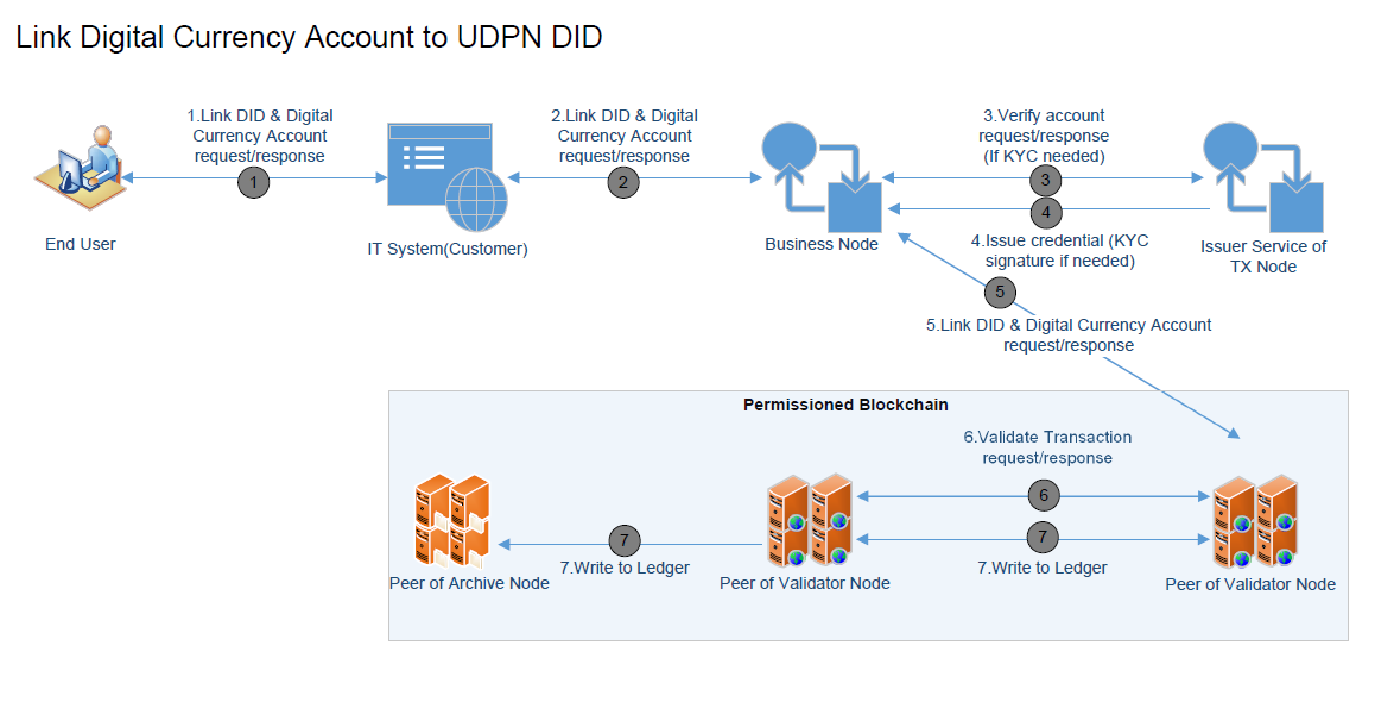 Link Digital Currency Account to UDPN DID
1.Link DID & Digital
Currency Account
request/response
1
2.Link DID & Digital
Currency Account
request/response
2
3.Verify account
request/response
(If KYC needed)
3
4
4.Issue credential (KYC
signature if needed)
End User
IT System(Customer)
Business Node
Issuer Service of
TX Node
5
5.Link DID & Digital Currency Account
request/response
Permissioned Blockchain
6.Validate Transaction
request/response
6
7
7.Write to Ledger
7
7.Write to Ledger
Peer of Archive Node
Peer of Validator Node
Peer of Validator Node